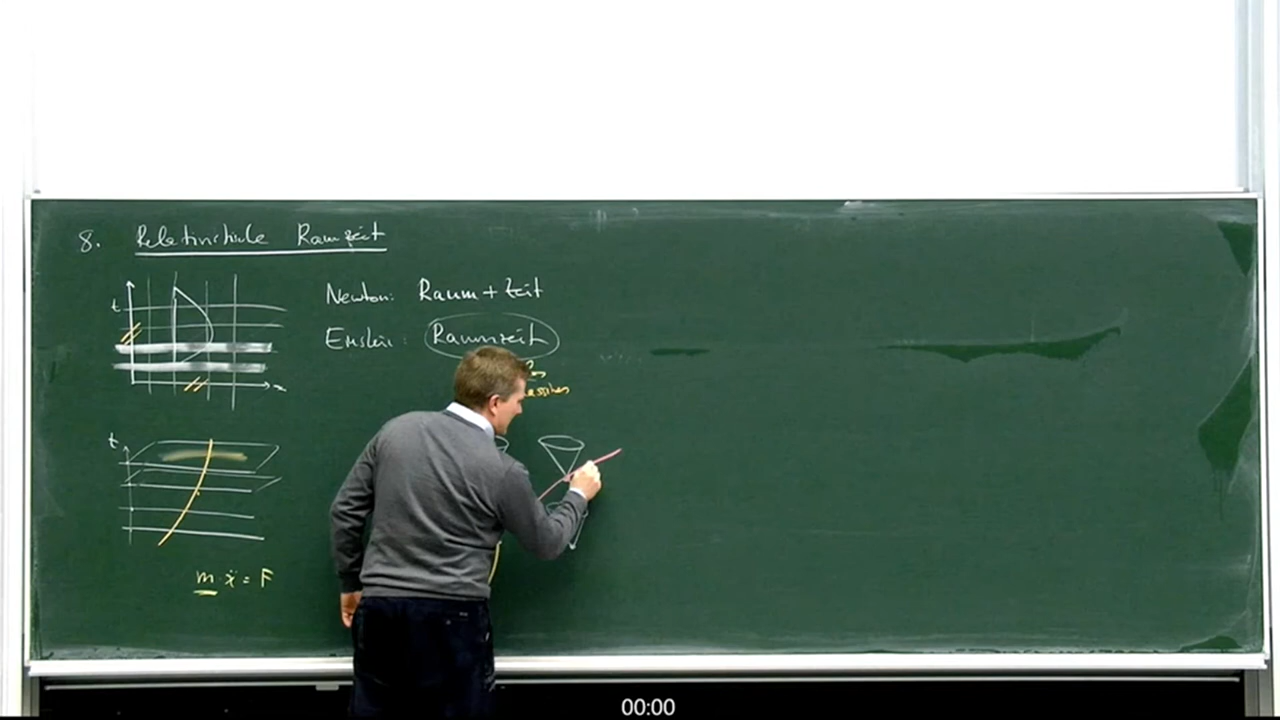 8. Relativistische Raumzeit
Newton: Raum + Zeit
Einstein: Raumzeit
t
x
t
m · ẍ = F
00:00